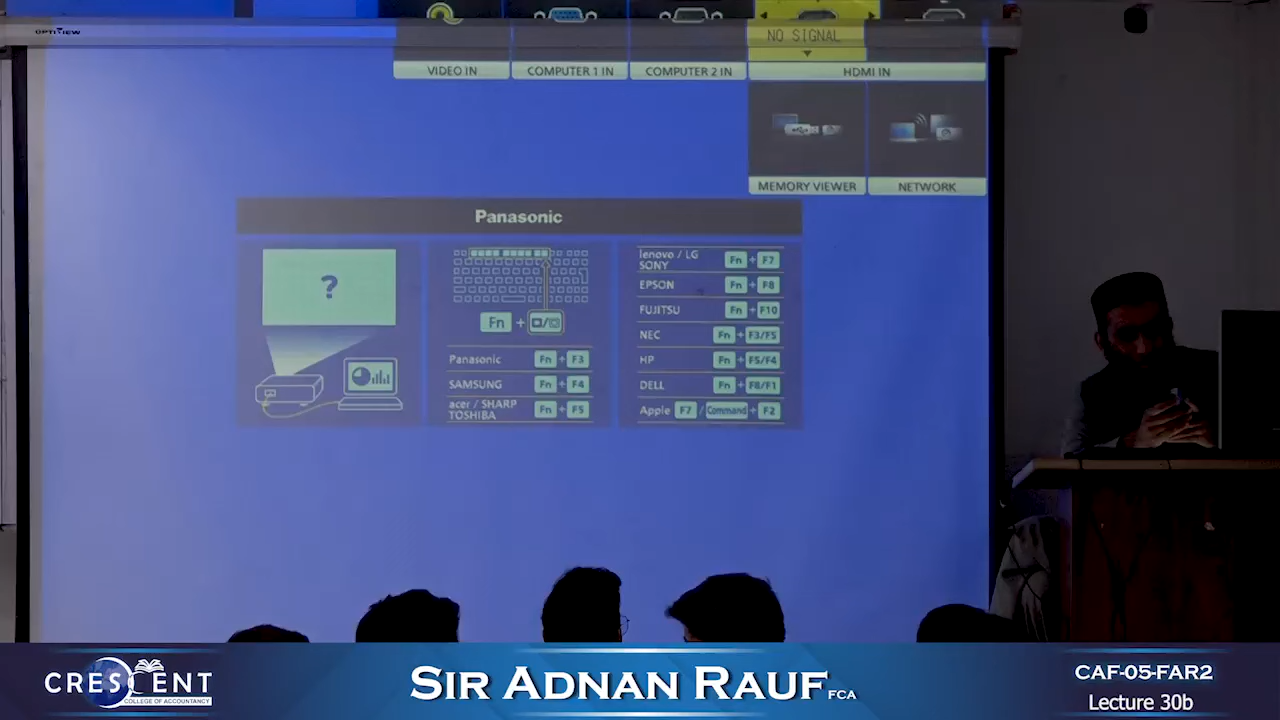 OPTIVIEW
NO SIGNAL
VIDEO IN
COMPUTER 1 IN
COMPUTER 2 IN
HDMI IN
MEMORY VIEWER
NETWORK
Panasonic
?
Fn +
Panasonic Fn + F3
SAMSUNG Fn + F4
acer / SHARP
TOSHIBA Fn + F5
lenovo / LG
SONY Fn + F7
EPSON Fn + F8
FUJITSU Fn + F10
NEC Fn + F3/F5
HP Fn + F5/F4
DELL Fn + F8/F1
Apple F7 / Command + F2
CRESCENT
COLLEGE OF ACCOUNTANCY
SIR ADNAN RAUF FCA
CAF-05-FAR2
Lecture 30b